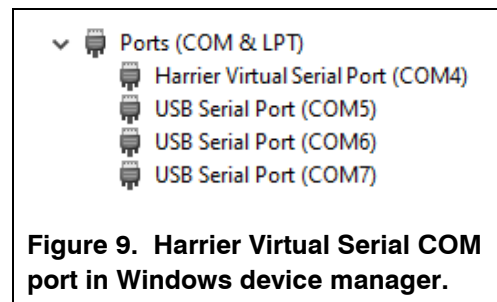 Ports (COM & LPT)
Harrier Virtual Serial Port (COM4)
USB Serial Port (COM5)
USB Serial Port (COM6)
USB Serial Port (COM7)
Figure 9. Harrier Virtual Serial COM
port in Windows device manager.